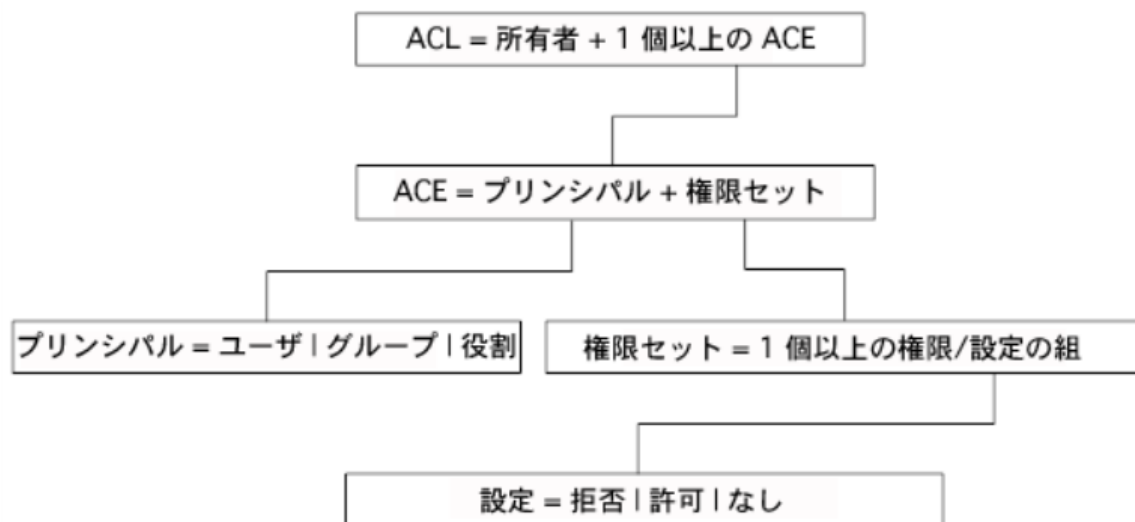 ACL = 所有者 + 1 個以上の ACE
ACE = プリンシパル + 権限セット
プリンシパル = ユーザ | グループ | 役割
権限セット = 1 個以上の権限/設定の組
設定 = 拒否 | 許可 | なし